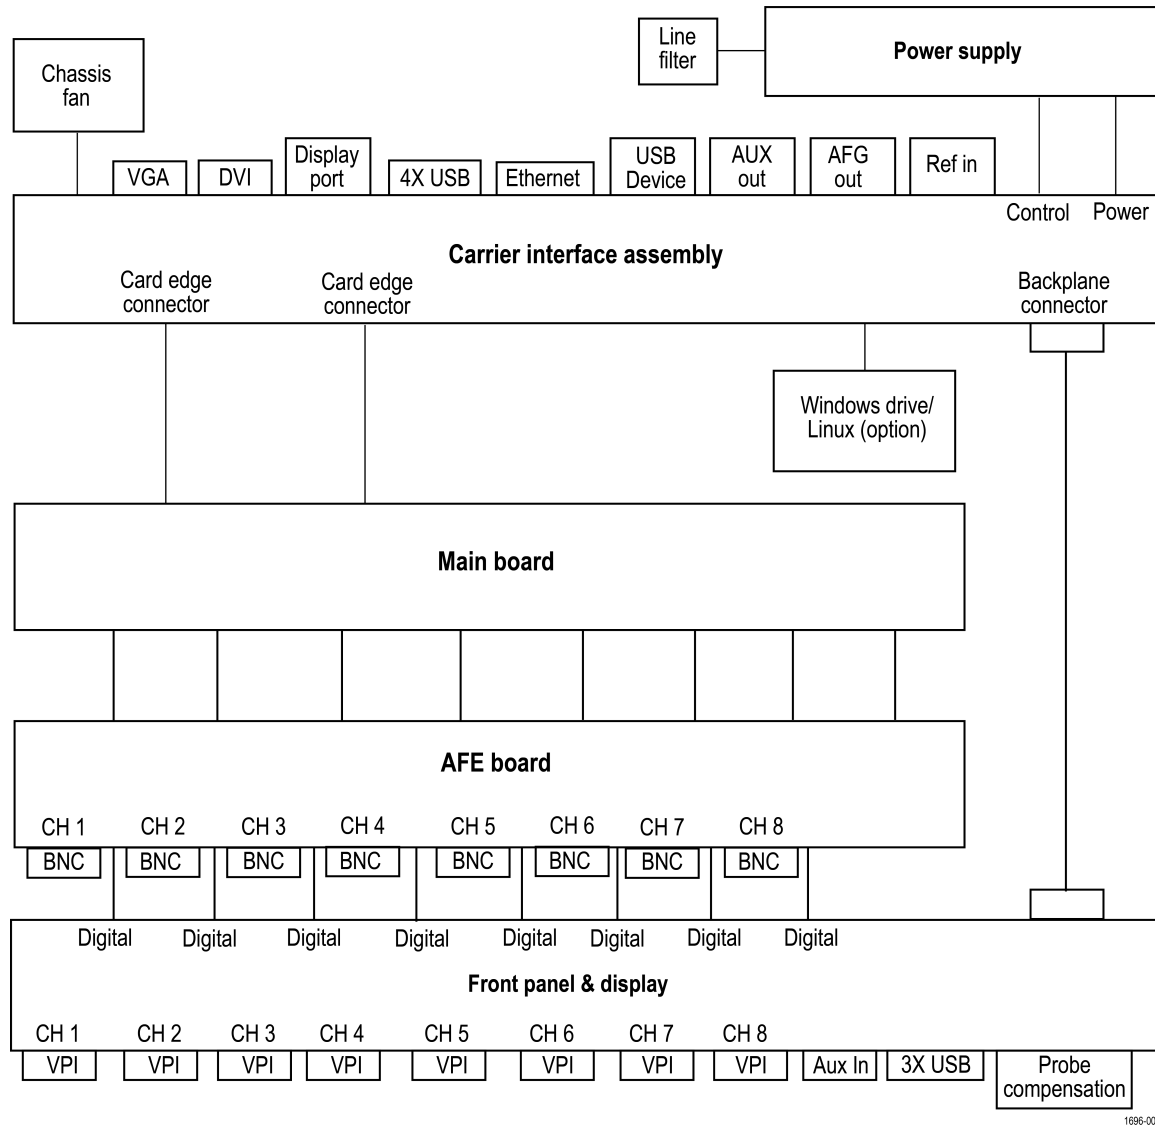 Line
filter
Power supply
Chassis
fan
VGA
DVI
Display
port
4X USB
Ethernet
USB
Device
AUX
out
AFG
out
Ref in
Control
Power
Carrier interface assembly
Card edge
connector
Card edge
connector
Backplane
connector
Windows drive/
Linux (option)
Main board
AFE board
CH 1 CH 2 CH 3 CH 4 CH 5 CH 6 CH 7 CH 8
BNC BNC BNC BNC BNC BNC BNC BNC
Digital Digital Digital Digital Digital Digital Digital Digital
Front panel & display
CH 1 CH 2 CH 3 CH 4 CH 5 CH 6 CH 7 CH 8
VPI VPI VPI VPI VPI VPI VPI VPI Aux In 3X USB
Probe
compensation
1696-00